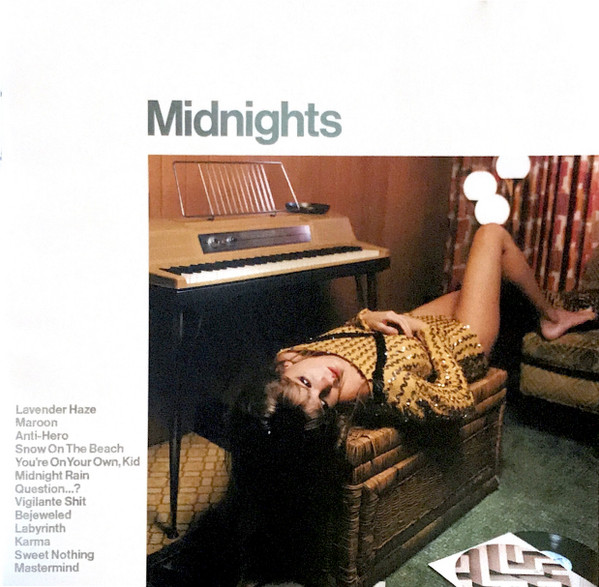 Midnights
Lavender Haze
Maroon
Anti-Hero
Snow On The Beach
You're On Your Own, Kid
Midnight Rain
Question...?
Vigilante Shit
Bejeweled
Labyrinth
Karma
Sweet Nothing
Mastermind